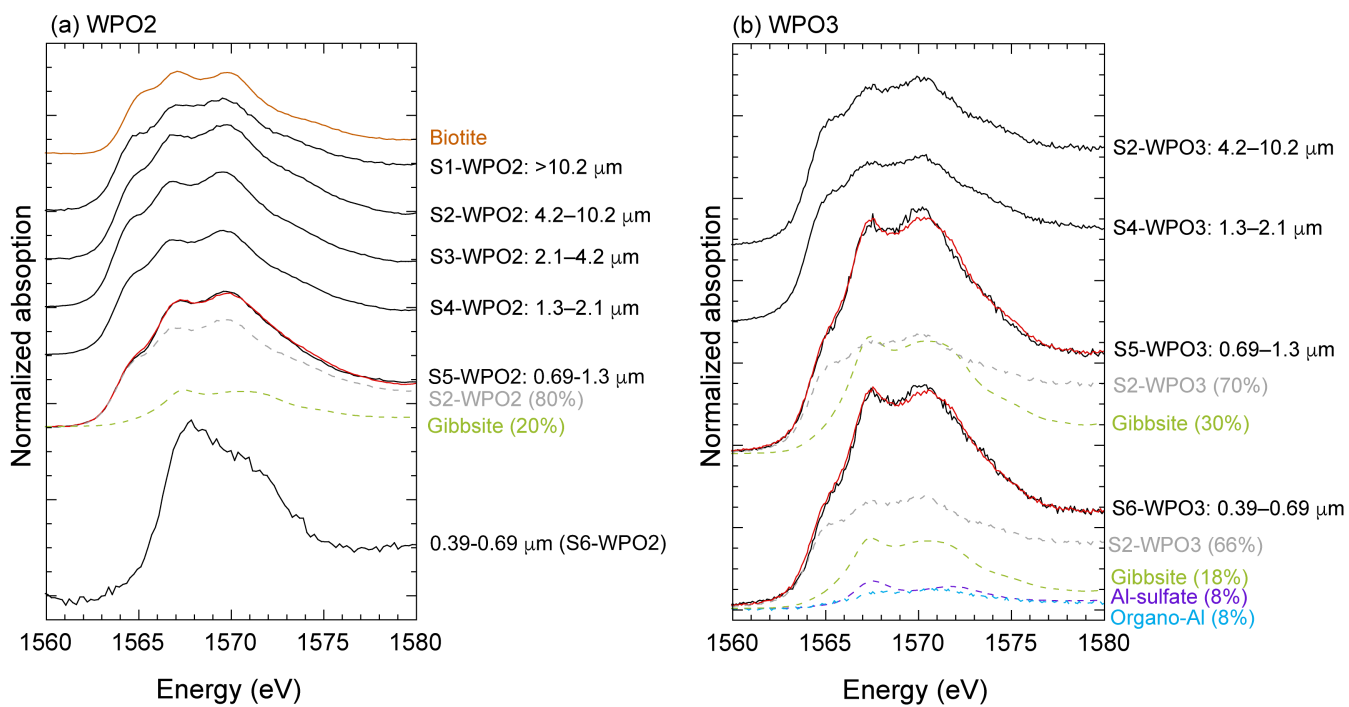 (a) WPO2
Normalized absoption
Biotite
S1-WPO2: >10.2 μm
S2-WPO2: 4.2–10.2 μm
S3-WPO2: 2.1–4.2 μm
S4-WPO2: 1.3–2.1 μm
S5-WPO2: 0.69-1.3 μm
S2-WPO2 (80%)
Gibbsite (20%)
0.39-0.69 μm (S6-WPO2)
1560 1565 1570 1575 1580
Energy (eV)
(b) WPO3
Normalized absoption
S2-WPO3: 4.2–10.2 μm
S4-WPO3: 1.3–2.1 μm
S5-WPO3: 0.69–1.3 μm
S2-WPO3 (70%)
Gibbsite (30%)
S6-WPO3: 0.39–0.69 μm
S2-WPO3 (66%)
Gibbsite (18%)
Al-sulfate (8%)
Organo-Al (8%)
1560 1565 1570 1575 1580
Energy (eV)